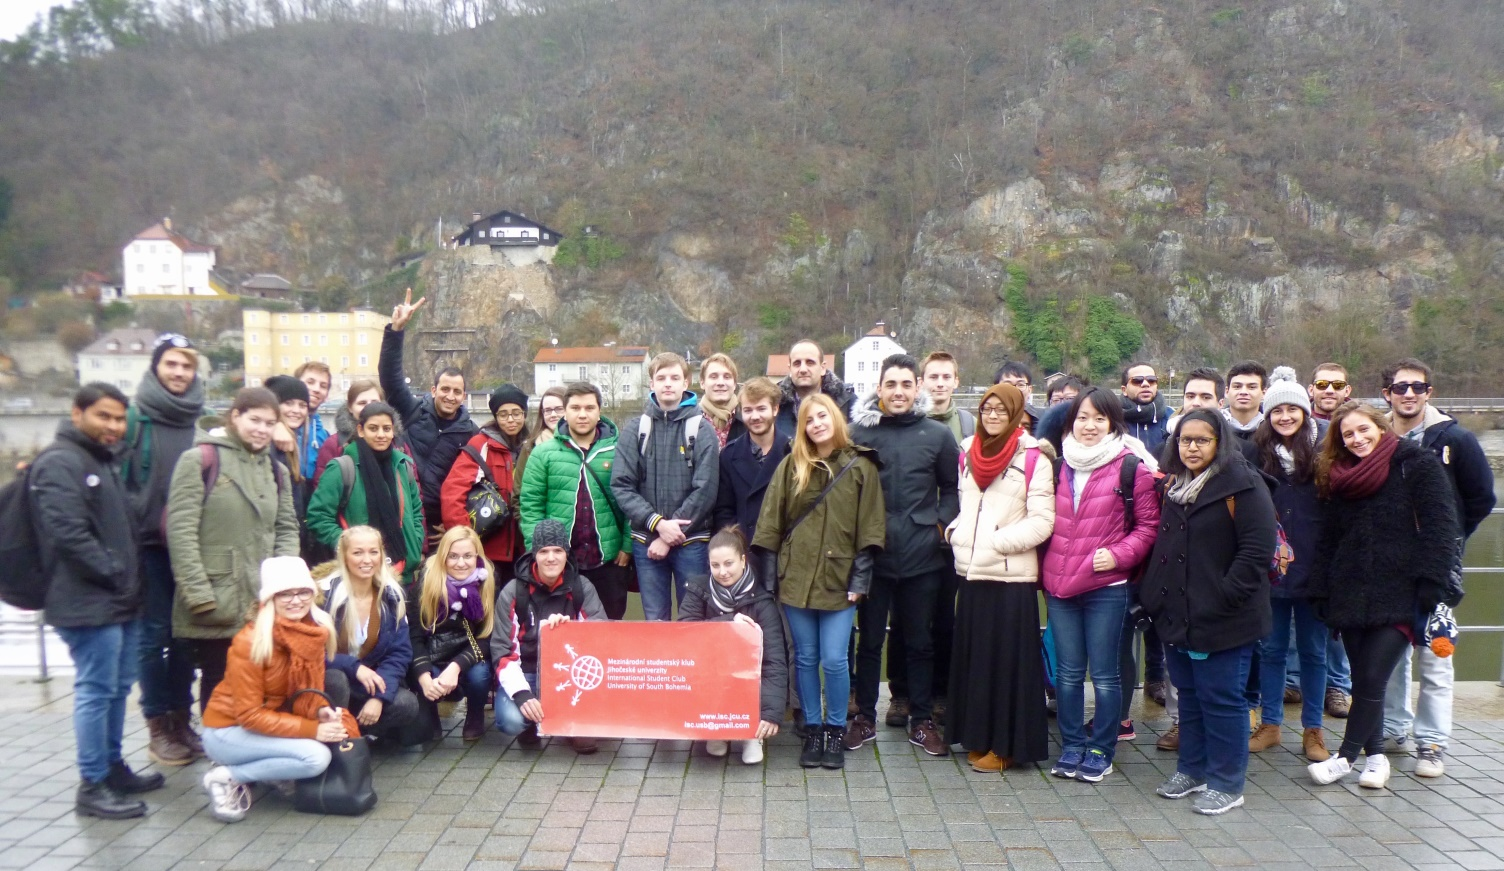 Mezinárodní studentský klub
Jihočeské univerzity
International Student Club
University of South Bohemia
www.isc.jcu.cz
isc.usb@gmail.com